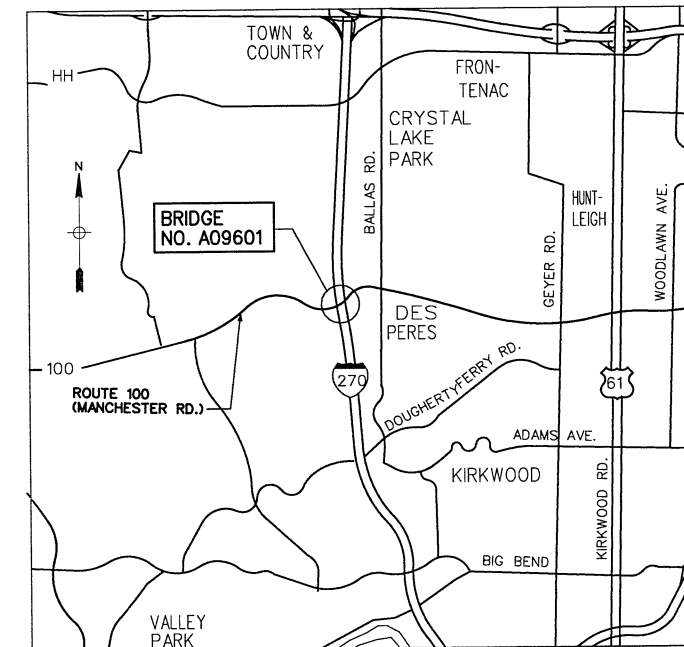 TOWN &
COUNTRY
FRON-
TENAC
HH
CRYSTAL
LAKE
PARK
BALLAS RD.
N
HUNT-
LEIGH
WOODLAWN AVE.
BRIDGE
NO. A09601
GEYER RD.
DES
PERES
100
270
61
ROUTE 100
(MANCHESTER RD.)
DOUGHERTY FERRY RD.
ADAMS AVE.
KIRKWOOD
KIRKWOOD RD.
BIG BEND
VALLEY
PARK